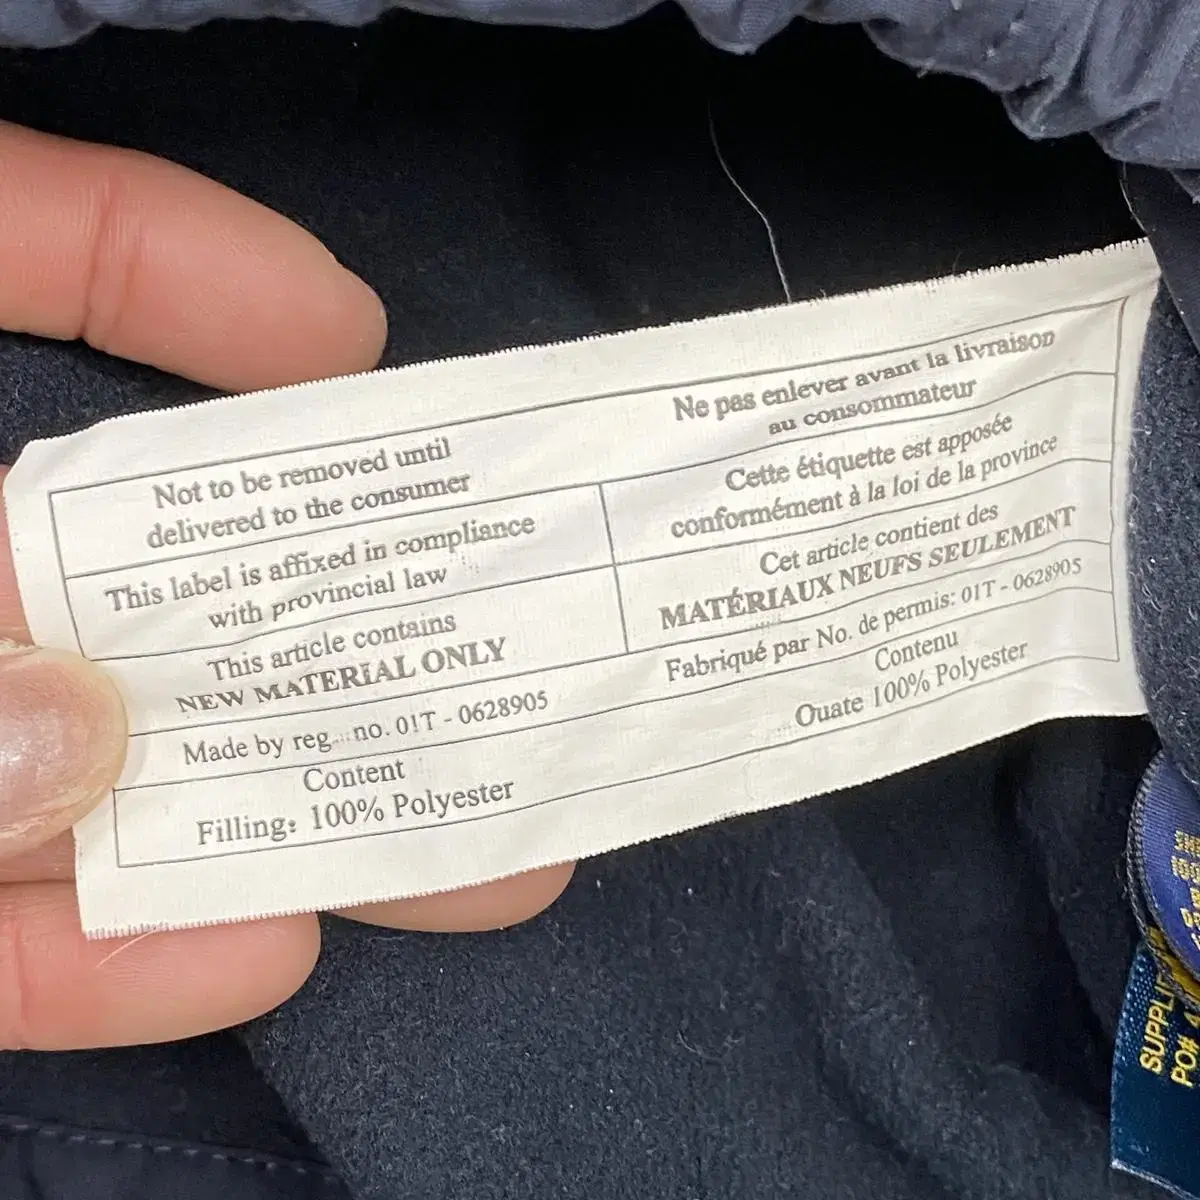 Not to be removed until
delivered to the consumer
Ne pas enlever avant la livraison
au consommateur
This label is affixed in compliance
with provincial law
Cette étiquette est apposée
conformément à la loi de la province
This article contains
NEW MATERIAL ONLY
Cet article contient des
MATÉRIAUX NEUFS SEULEMENT
Made by reg. no. 01T - 0628905
Fabriqué par No. de permis: 01T - 0628905
Content
Filling: 100% Polyester
Contenu
Ouate 100% Polyester
PO#